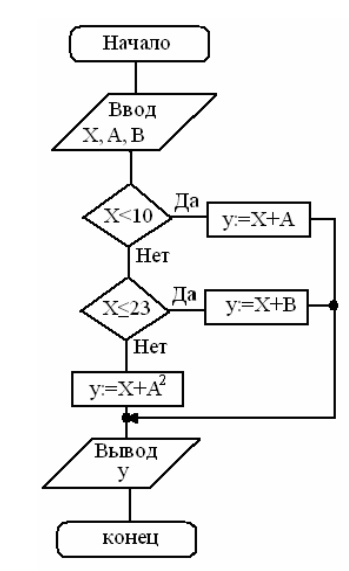 Начало
Ввод
X, A, B
X<10
Да
y:=X+A
Нет
X≤23
Да
y:=X+B
Нет
y:=X+A²
Вывод
y
конец